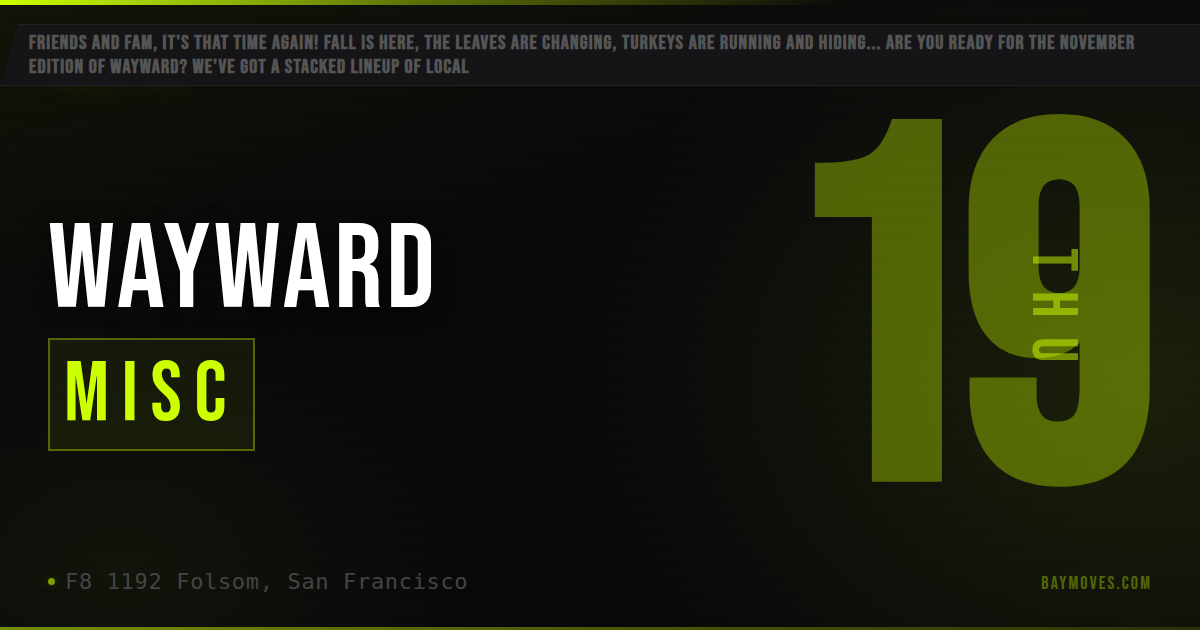 FRIENDS AND FAM, IT'S THAT TIME AGAIN! FALL IS HERE, THE LEAVES ARE CHANGING, TURKEYS ARE RUNNING AND HIDING... ARE YOU READY FOR THE NOVEMBER
EDITION OF WAYWARD? WE'VE GOT A STACKED LINEUP OF LOCAL
19
THU
WAYWARD
MISC
F8 1192 Folsom, San Francisco
BAYMOVES.COM